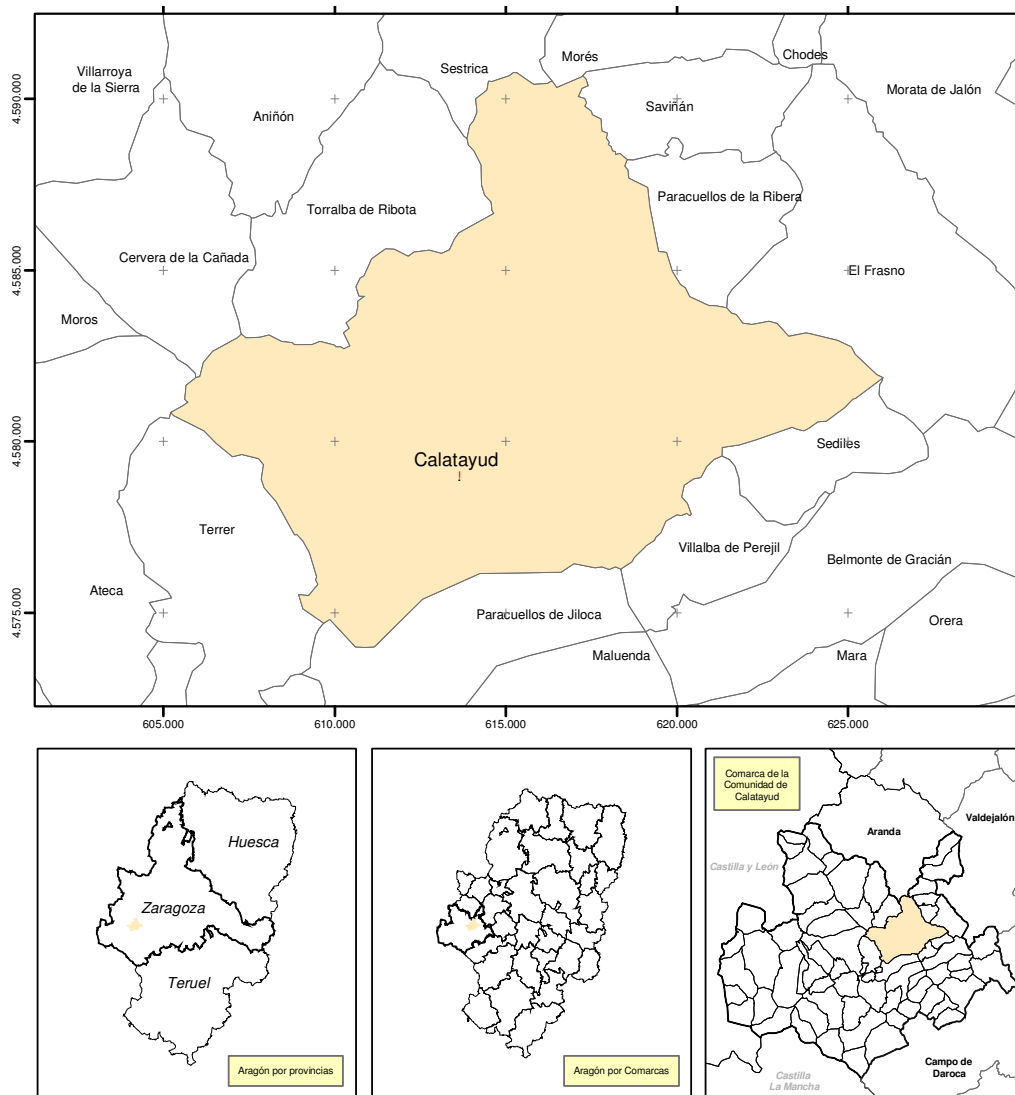 Sestrica
Morés
Chodes
Villarroya
de la Sierra
Aniñón
Saviñán
Morata de Jalón
4.590.000
Torralba de Ribota
Paracuellos de la Ribera
Cervera de la Cañada
El Frasno
4.585.000
Moros
Sediles
4.580.000
Calatayud
Terrer
Villalba de Perejil
Belmonte de Gracián
Ateca
Paracuellos de Jiloca
Orera
4.575.000
Maluenda
Mara
605.000
610.000
615.000
620.000
625.000
Huesca
Zaragoza
Teruel
Aragón por provincias
Aragón por Comarcas
Comarca de la
Comunidad de
Calatayud
Aranda
Valdejalón
Castilla y León
Campo de
Daroca
Castilla
La Mancha